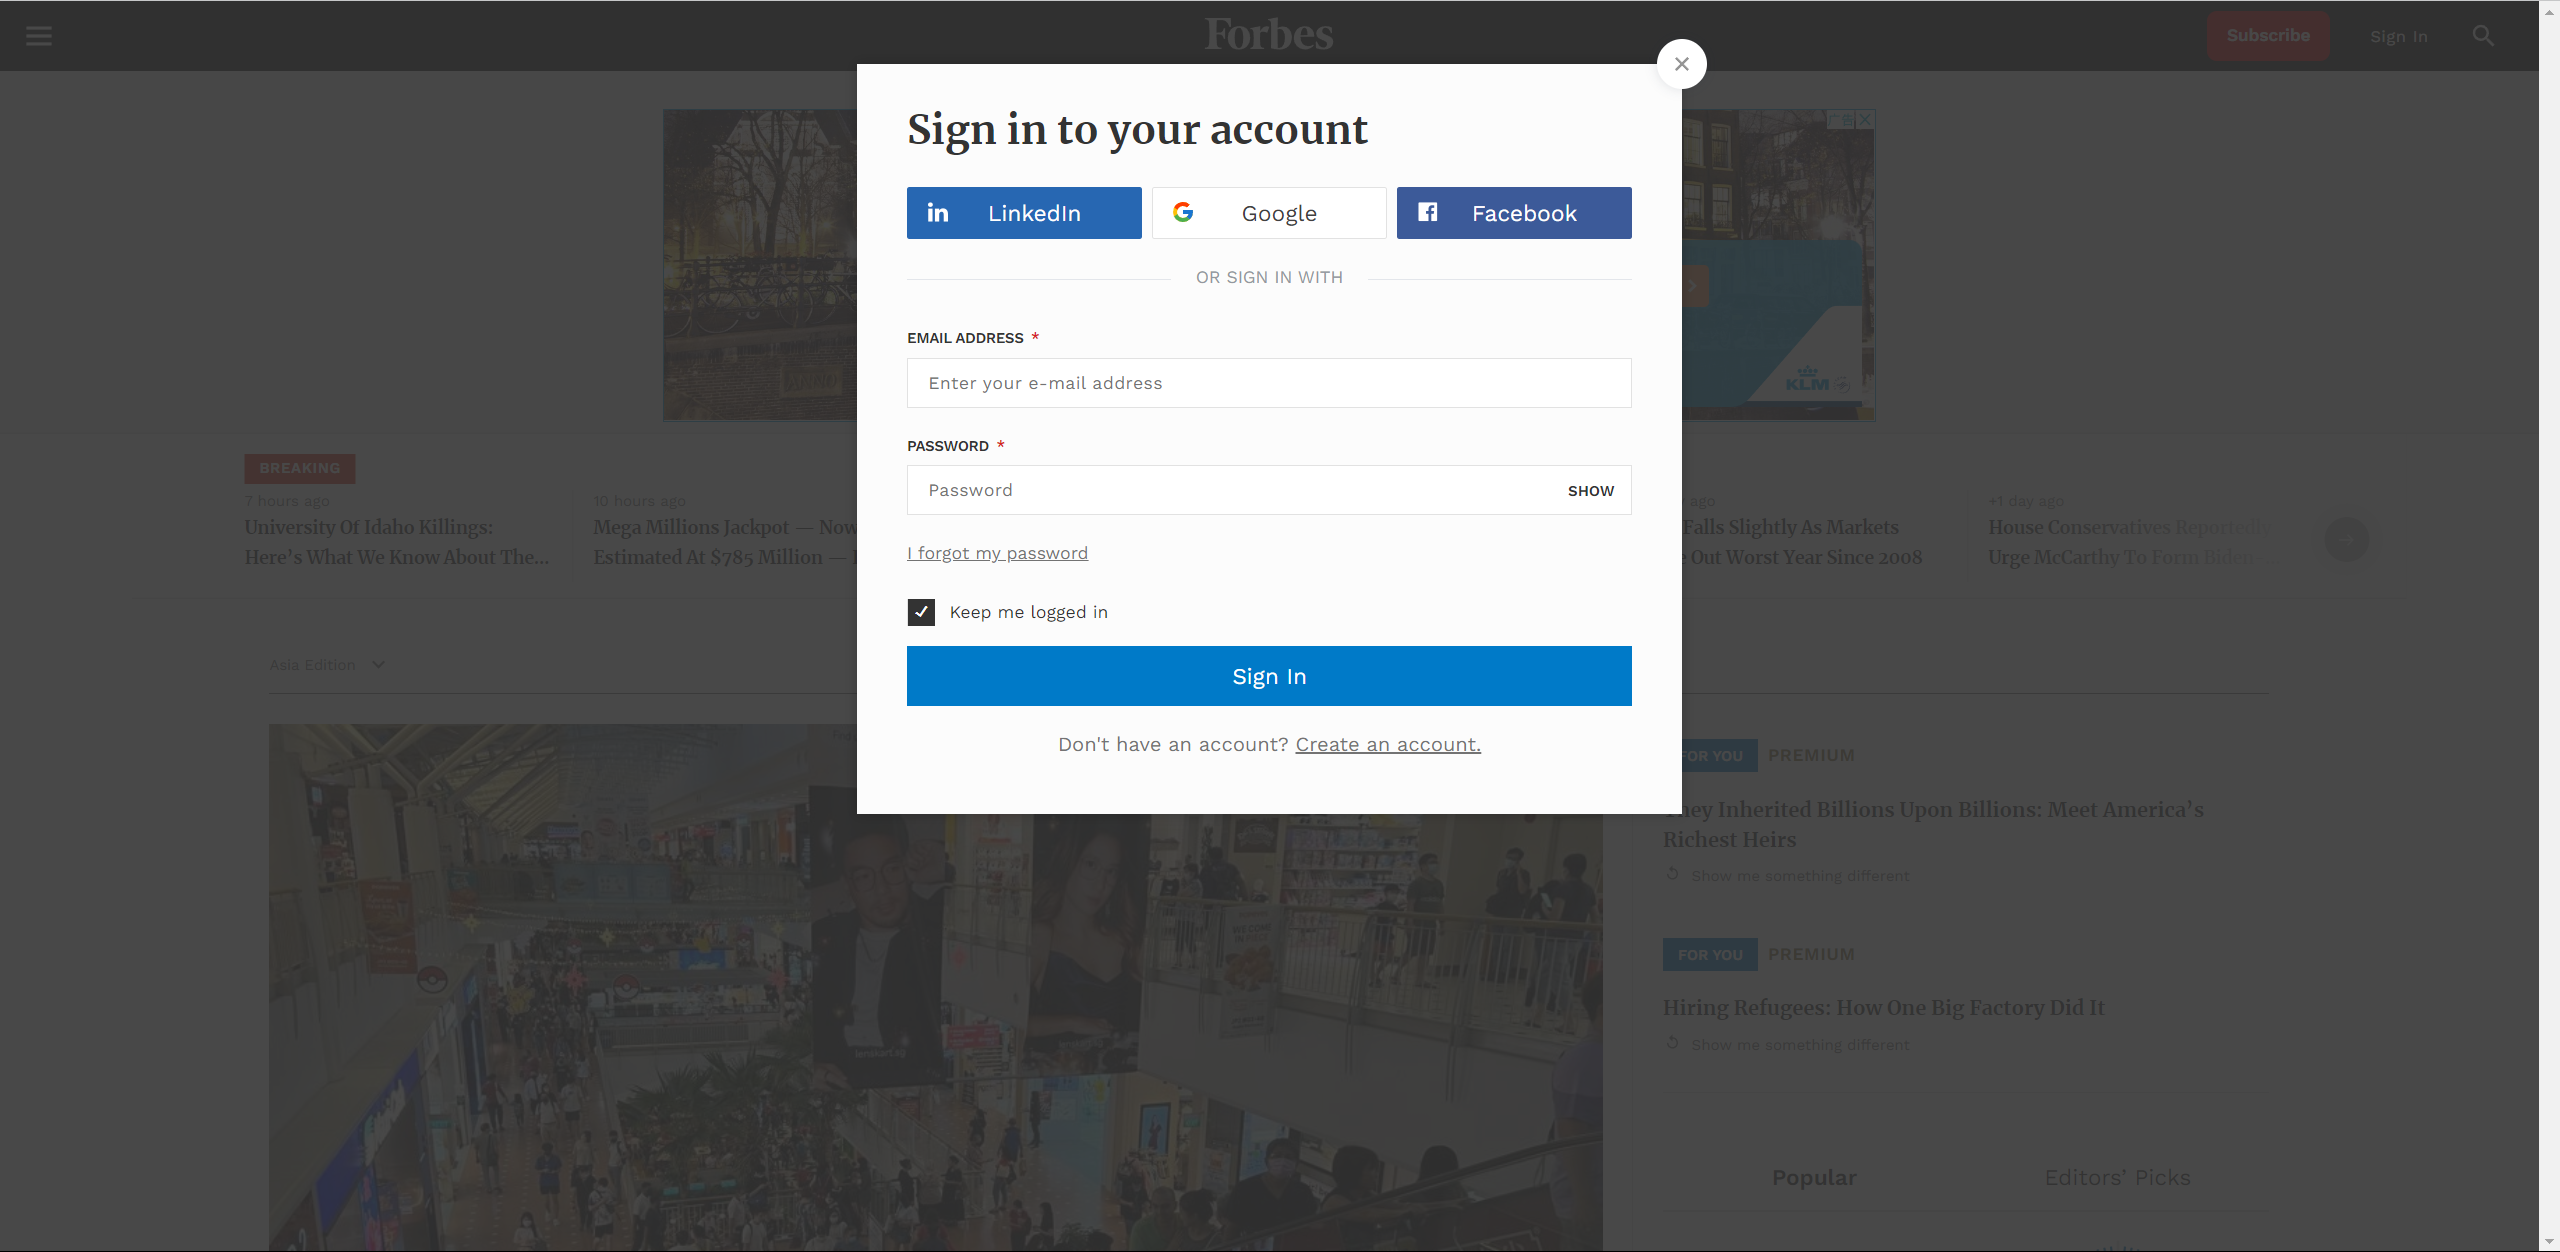 Forbes
Subscribe
Sign In
Sign in to your account
LinkedIn
Google
Facebook
OR SIGN IN WITH
EMAIL ADDRESS *
Enter your e-mail address
PASSWORD *
Password
SHOW
I forgot my password
Keep me logged in
Sign In
Don't have an account? Create an account.
广告
KLM
BREAKING
7 hours ago
University Of Idaho Killings:
Here’s What We Know About The...
10 hours ago
Mega Millions Jackpot — Now
Estimated At $785 Million —
ago
Falls Slightly As Markets
Out Worst Year Since 2008
+1 day ago
House Conservatives Reportedly
Urge McCarthy To Form Biden
Asia Edition
FOR YOU PREMIUM
They Inherited Billions Upon Billions: Meet America’s
Richest Heirs
Show me something different
FOR YOU PREMIUM
Hiring Refugees: How One Big Factory Did It
Show me something different
Popular
Editors’ Picks